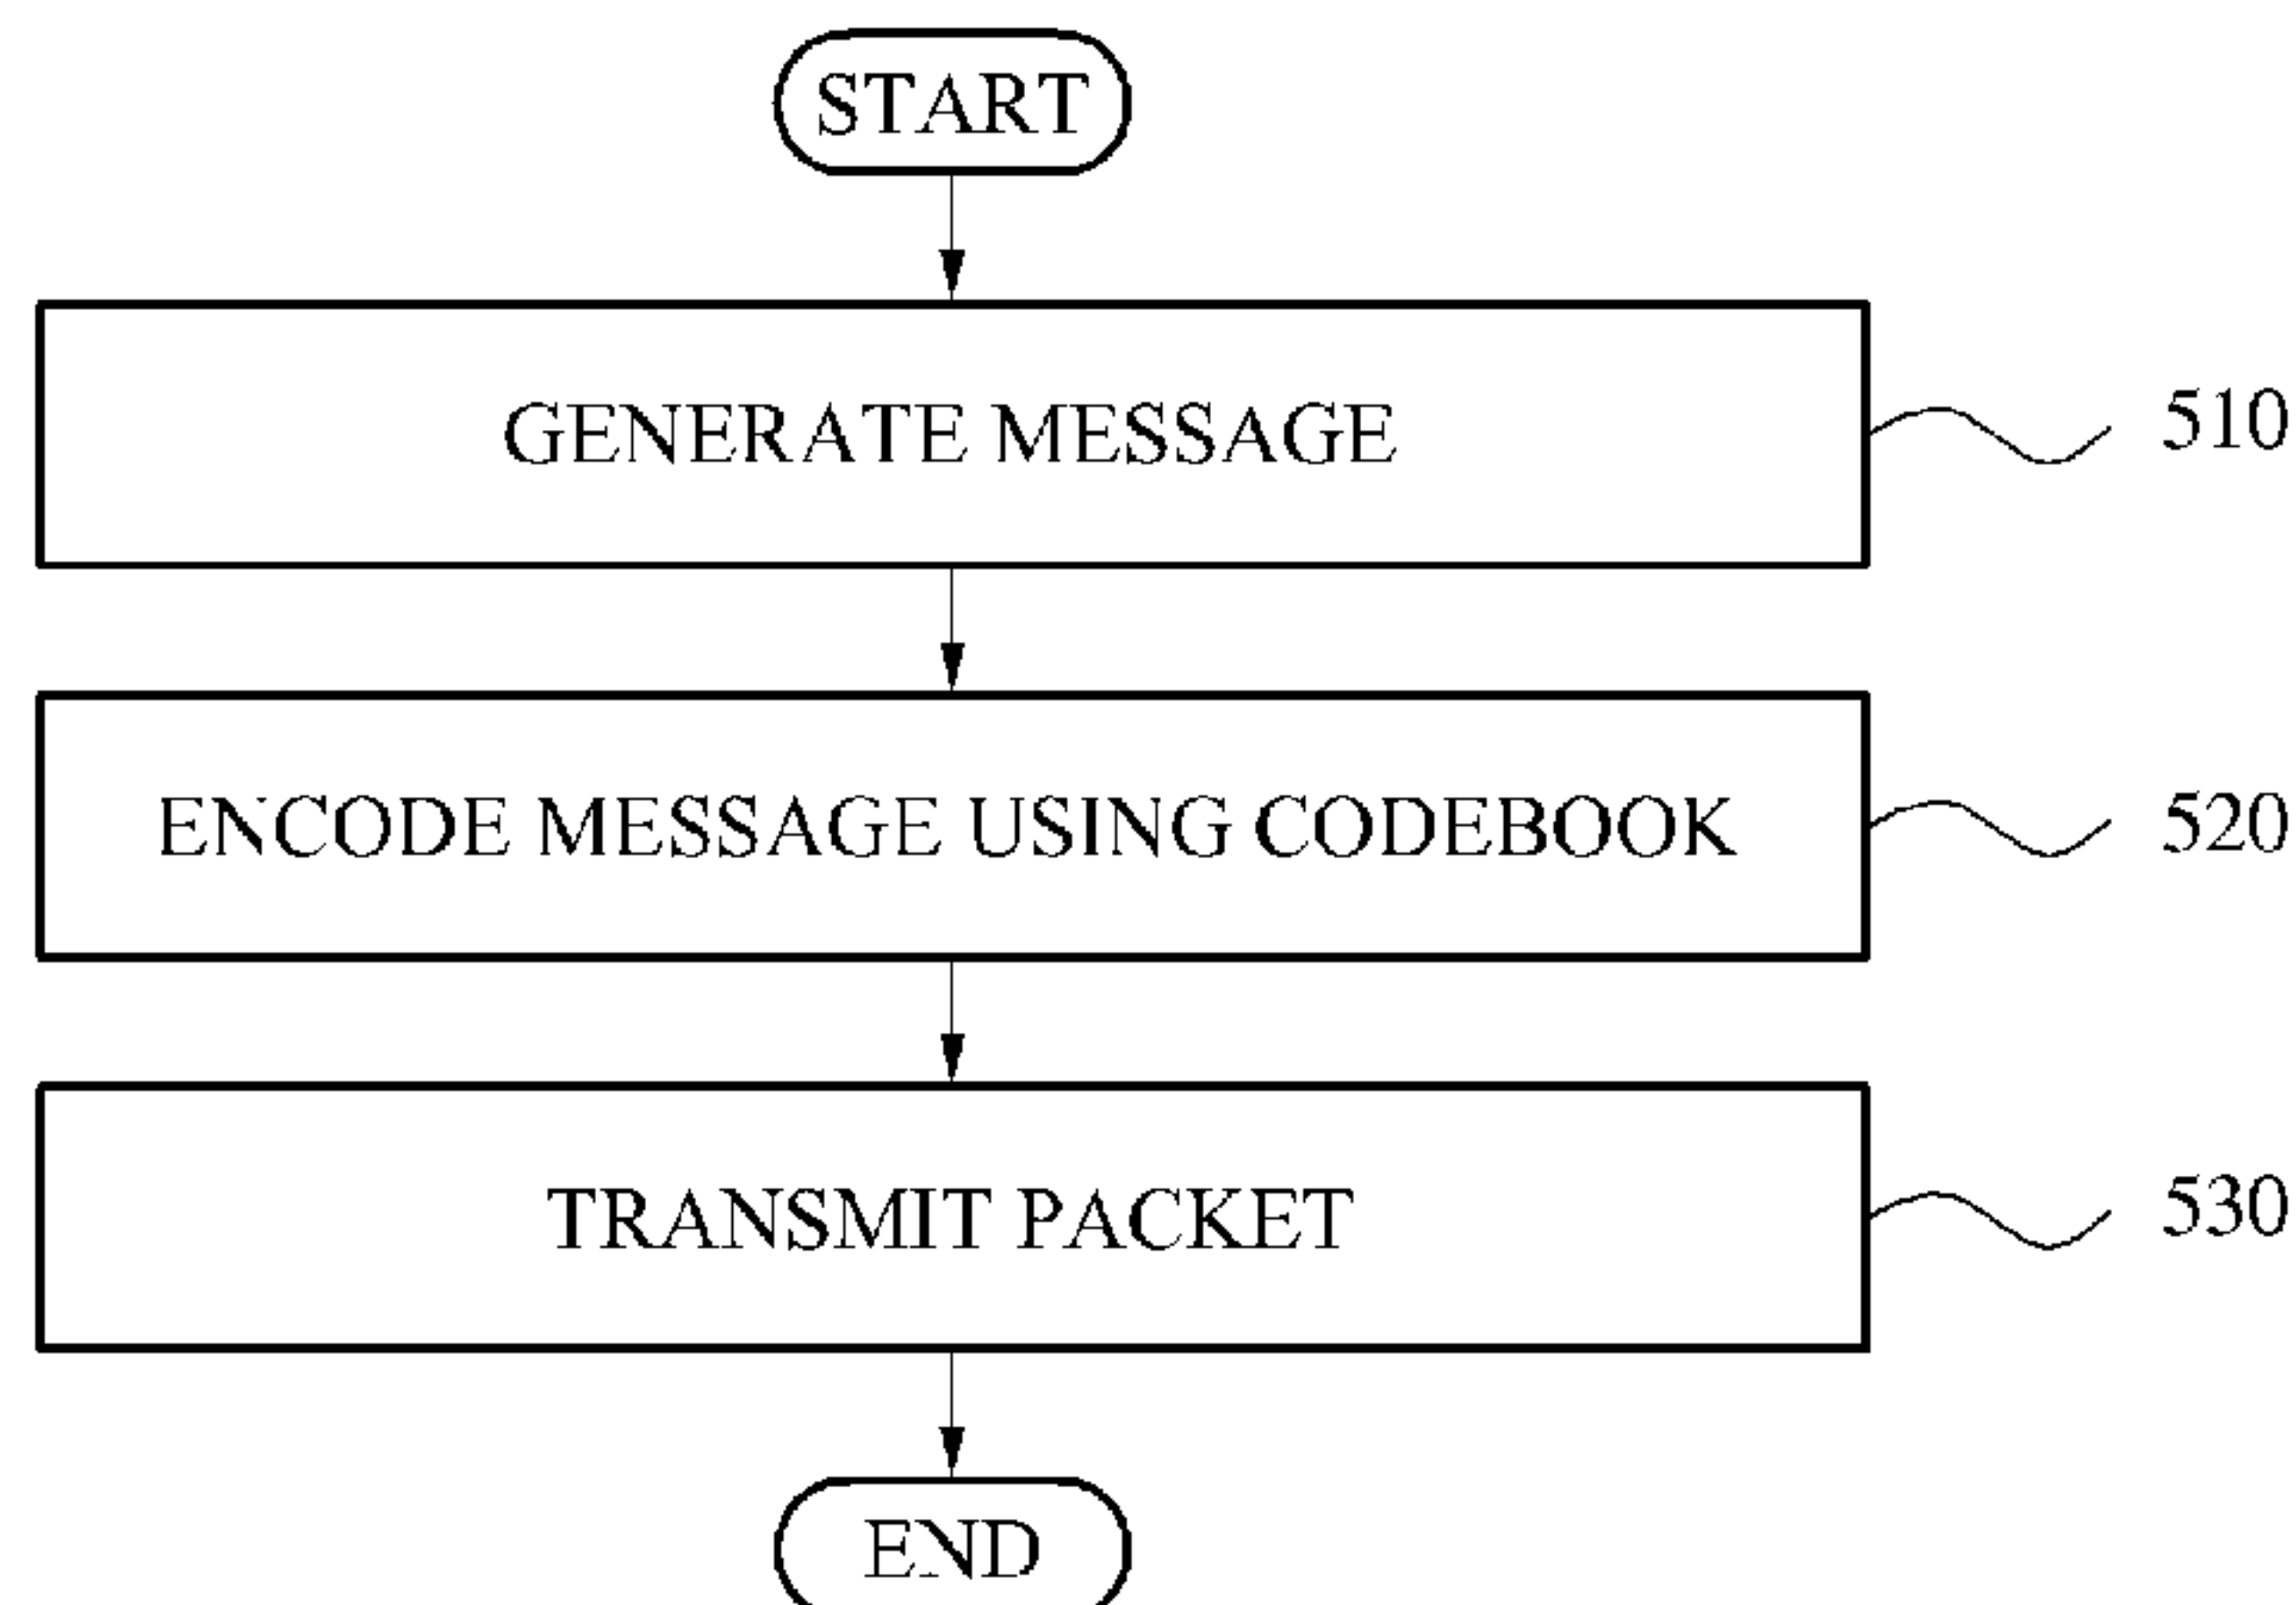 START
GENERATE MESSAGE 510
ENCODE MESSAGE USING CODEBOOK 520
TRANSMIT PACKET 530
END